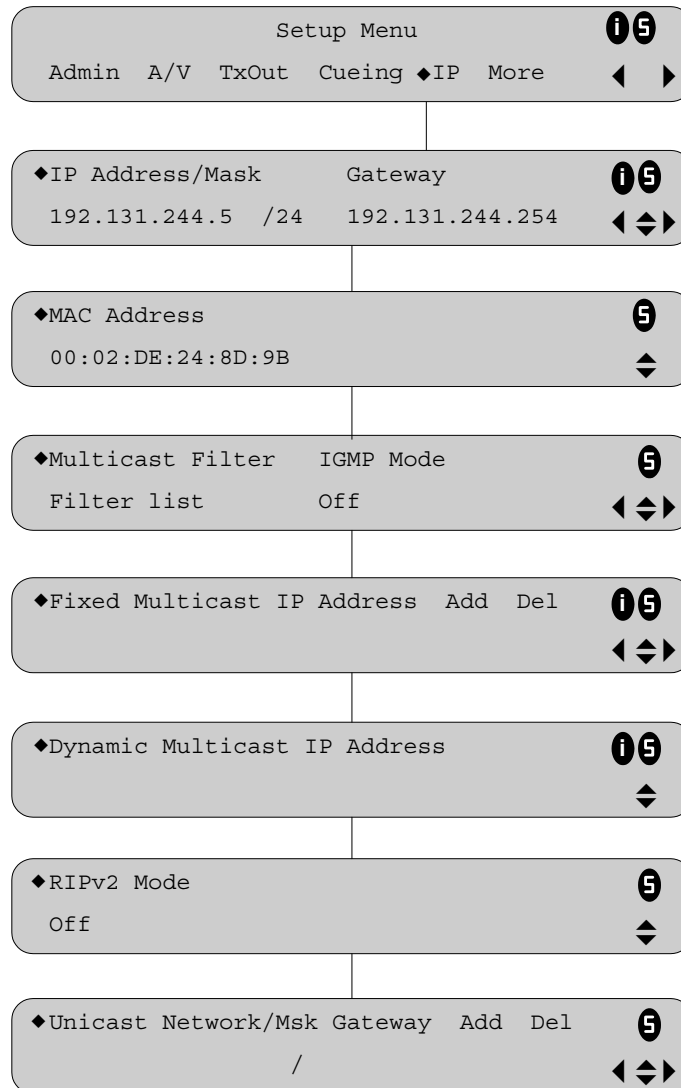 Setup Menu
i S
Admin A/V TxOut Cueing ◆IP More
◆IP Address/Mask Gateway
i S
192.131.244.5 /24 192.131.244.254
◆MAC Address
S
00:02:DE:24:8D:9B
◆Multicast Filter IGMP Mode
S
Filter list Off
◆Fixed Multicast IP Address Add Del
i S
◆Dynamic Multicast IP Address
i S
◆RIPv2 Mode
S
Off
◆Unicast Network/Msk Gateway Add Del
S
/